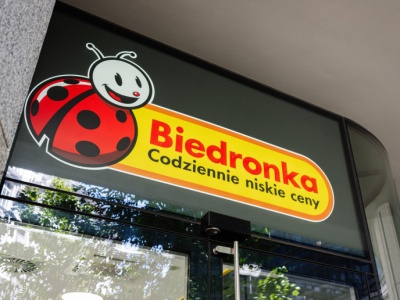 Biedronka
Codziennie niskie ceny